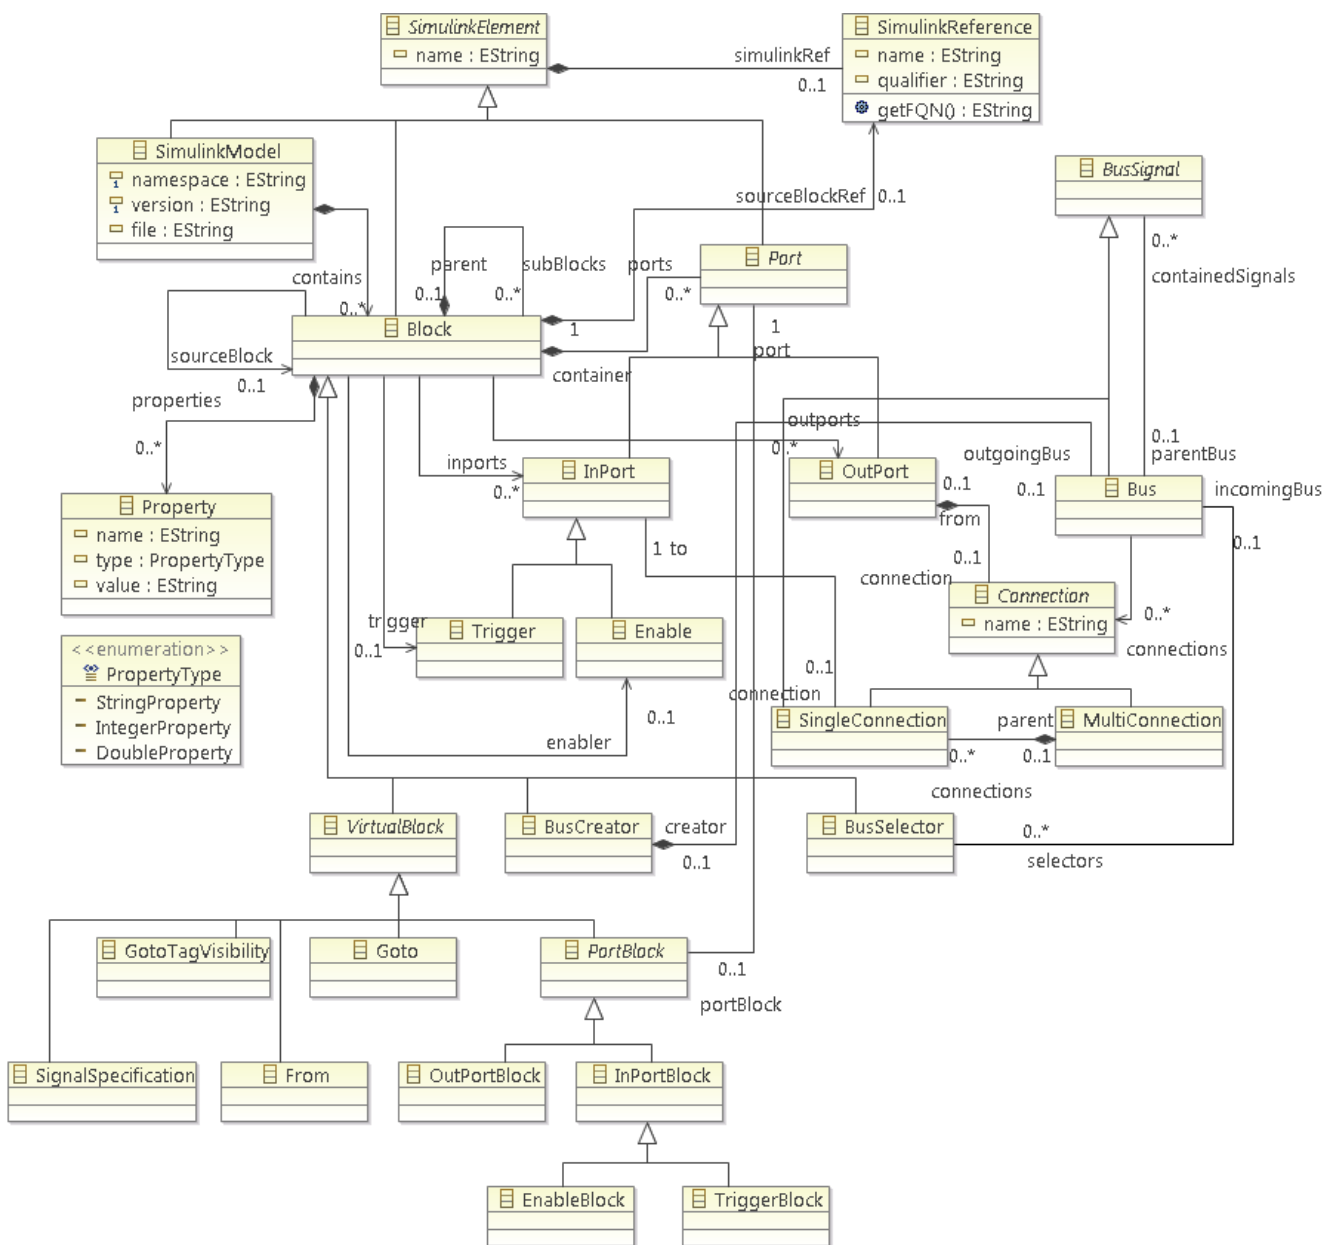 SimulinkElement
name : EString
SimulinkReference
name : EString
qualifier : EString
getFQN() : EString
simulinkRef
0..1
SimulinkModel
namespace : EString
version : EString
file : EString
BusSignal
sourceBlockRef
0..1
0..*
containedSignals
contains
0..*
parent
0..1
subBlocks
0..*
ports
0..*
Port
Block
1
container
1
port
sourceBlock
0..1
properties
0..*
outports
0..*
inports
0..*
InPort
OutPort
0..1
from
outgoingBus
0..1
0..1
parentBus
Bus
incomingBus
0..1
Property
name : EString
type : PropertyType
value : EString
1 to
0..1
connection
Connection
name : EString
0..*
connections
trigger
0..1
Trigger
Enable
<<enumeration>>
PropertyType
StringProperty
IntegerProperty
DoubleProperty
0..1
enabler
0..1
connection
SingleConnection
parent
0..1
MultiConnection
0..*
connections
VirtualBlock
BusCreator
creator
0..1
BusSelector
0..*
selectors
GotoTagVisibility
Goto
PortBlock
0..1
portBlock
SignalSpecification
From
OutPortBlock
InPortBlock
EnableBlock
TriggerBlock